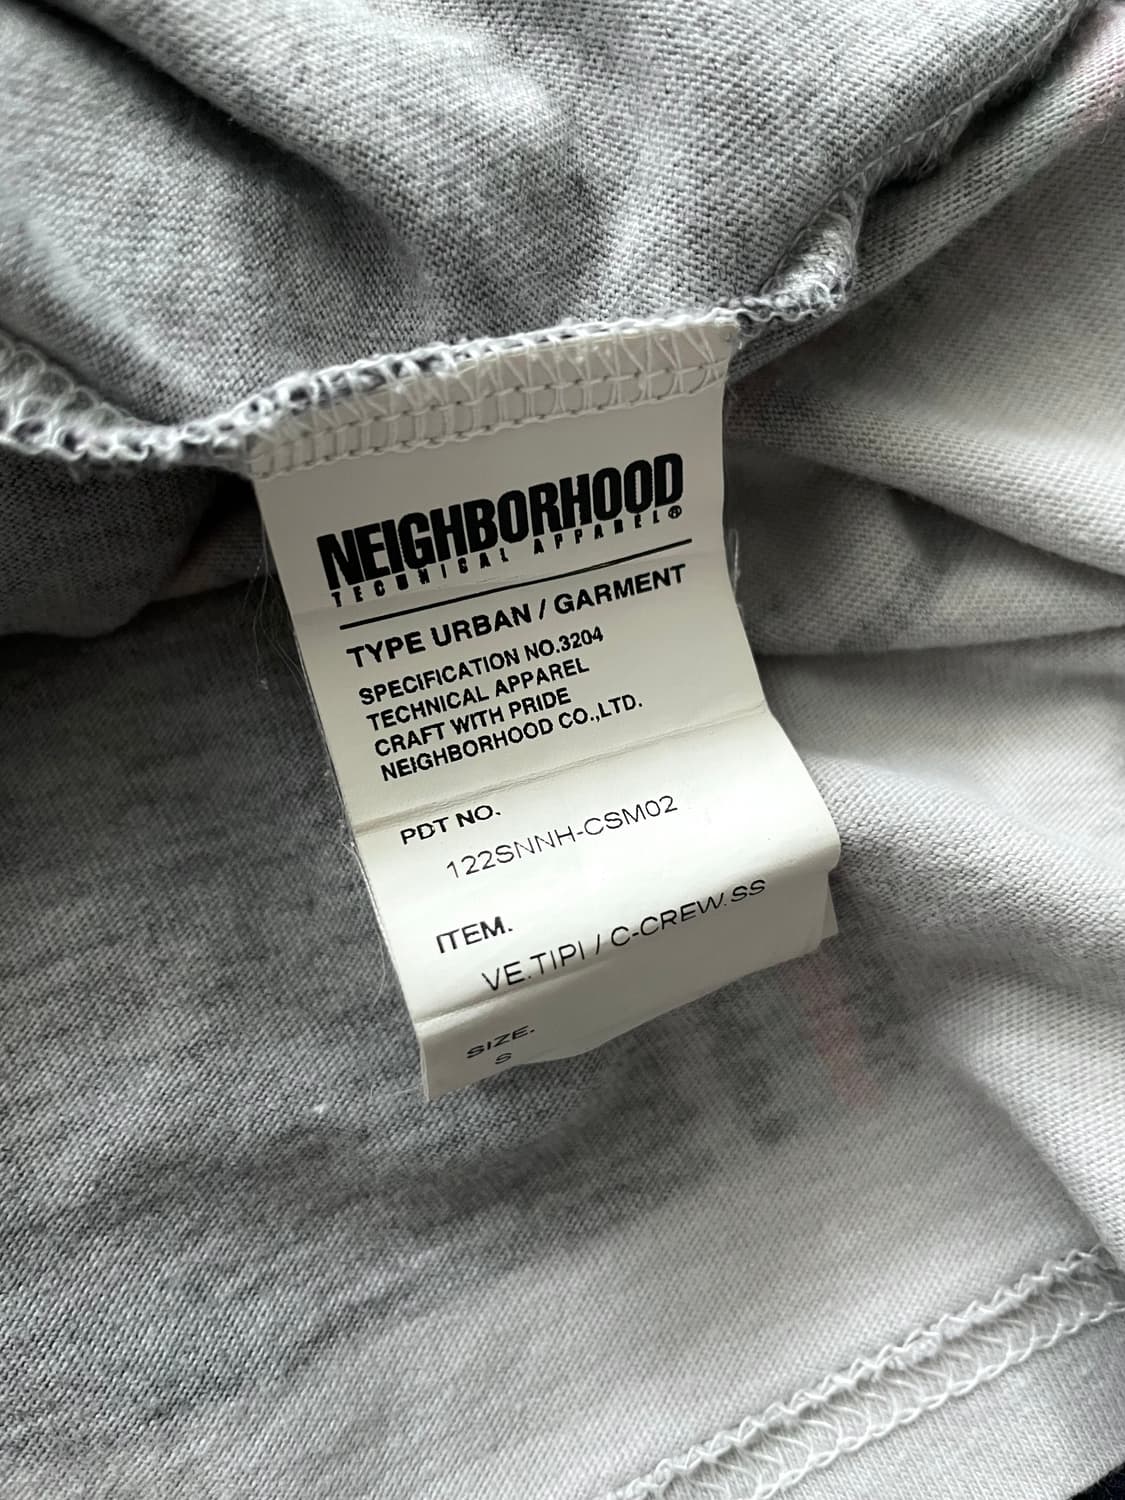 NEIGHBORHOOD
TECHNICAL APPAREL®
TYPE URBAN / GARMENT
SPECIFICATION NO.3204
TECHNICAL APPAREL
CRAFT WITH PRIDE
NEIGHBORHOOD CO.,LTD.
PDT NO.
122SNNH-CSM02
ITEM.
VE.TIPI / C-CREW.SS
SIZE.
S